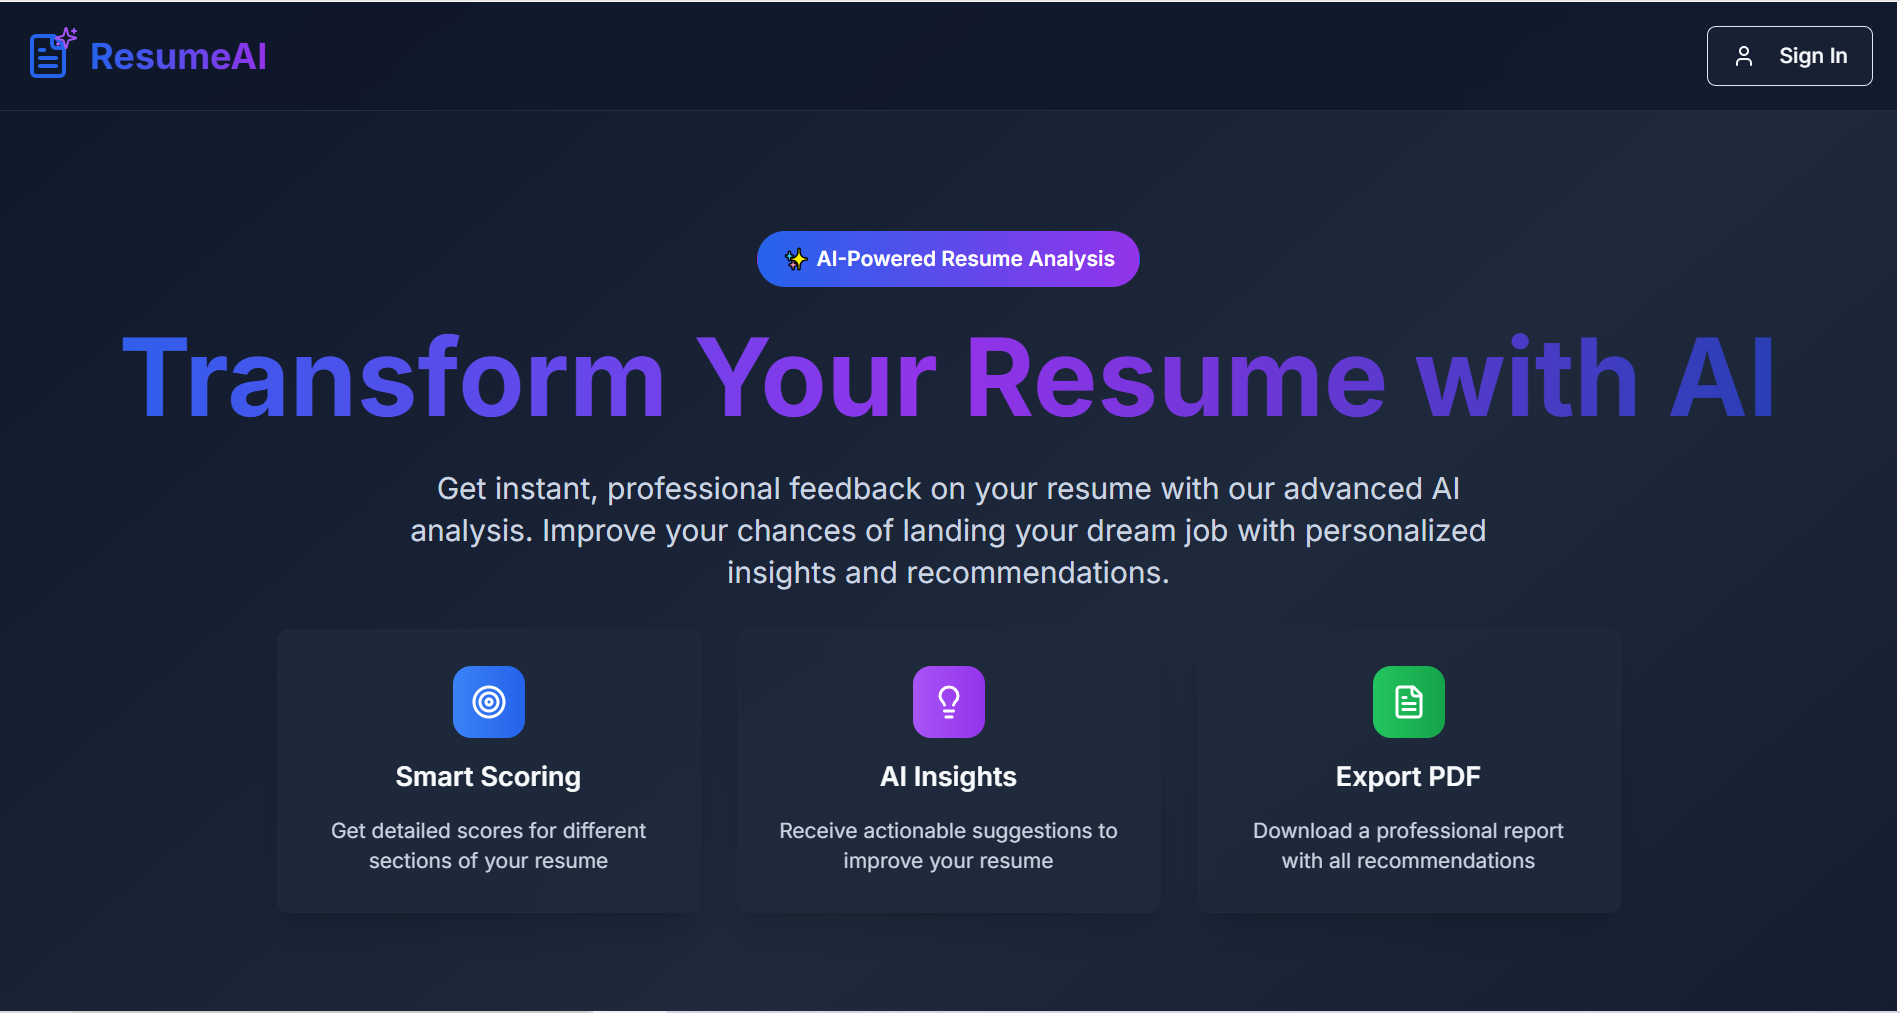 ResumeAI
Sign In
✨ AI-Powered Resume Analysis
Transform Your Resume with AI
Get instant, professional feedback on your resume with our advanced AI
analysis. Improve your chances of landing your dream job with personalized
insights and recommendations.
Smart Scoring
Get detailed scores for different
sections of your resume
AI Insights
Receive actionable suggestions to
improve your resume
Export PDF
Download a professional report
with all recommendations